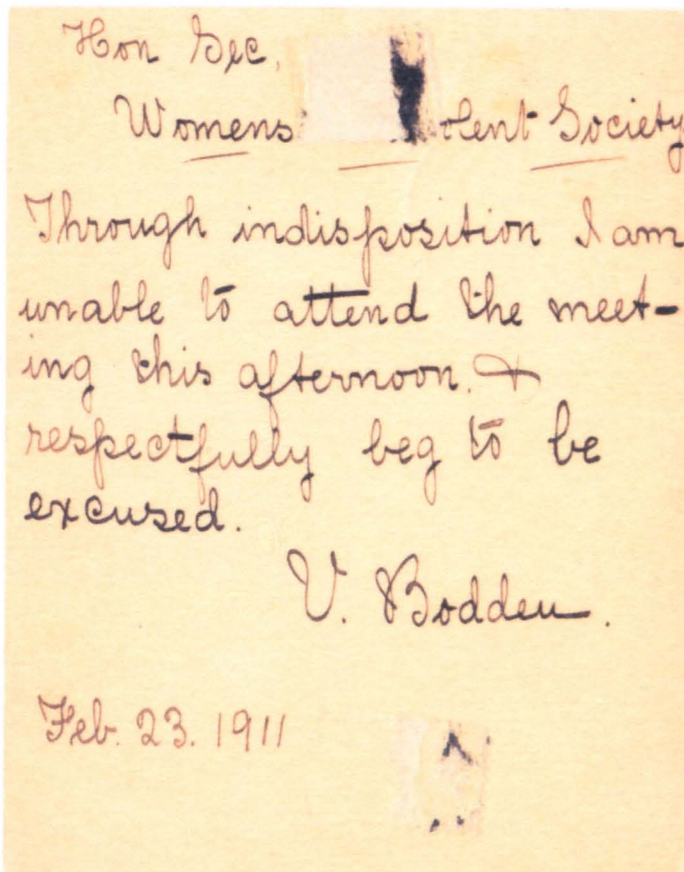 Hon Sec,
Womens olent Society
Through indisposition I am
unable to attend the meet-
ing this afternoon. &
respectfully beg to be
excused.
V. Bodden.
Feb. 23. 1911